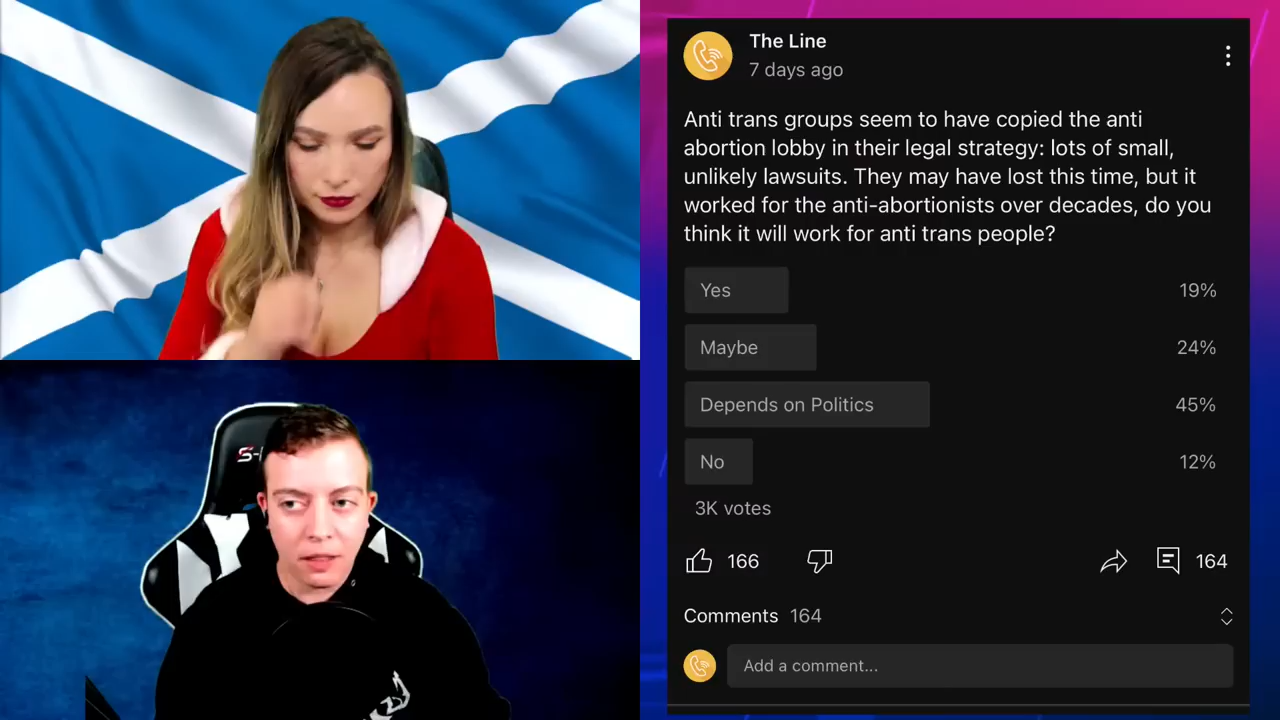 The Line
7 days ago
Anti trans groups seem to have copied the anti
abortion lobby in their legal strategy: lots of small,
unlikely lawsuits. They may have lost this time, but it
worked for the anti-abortionists over decades, do you
think it will work for anti trans people?
Yes 19%
Maybe 24%
Depends on Politics 45%
No 12%
3K votes
166 164
Comments 164
Add a comment...